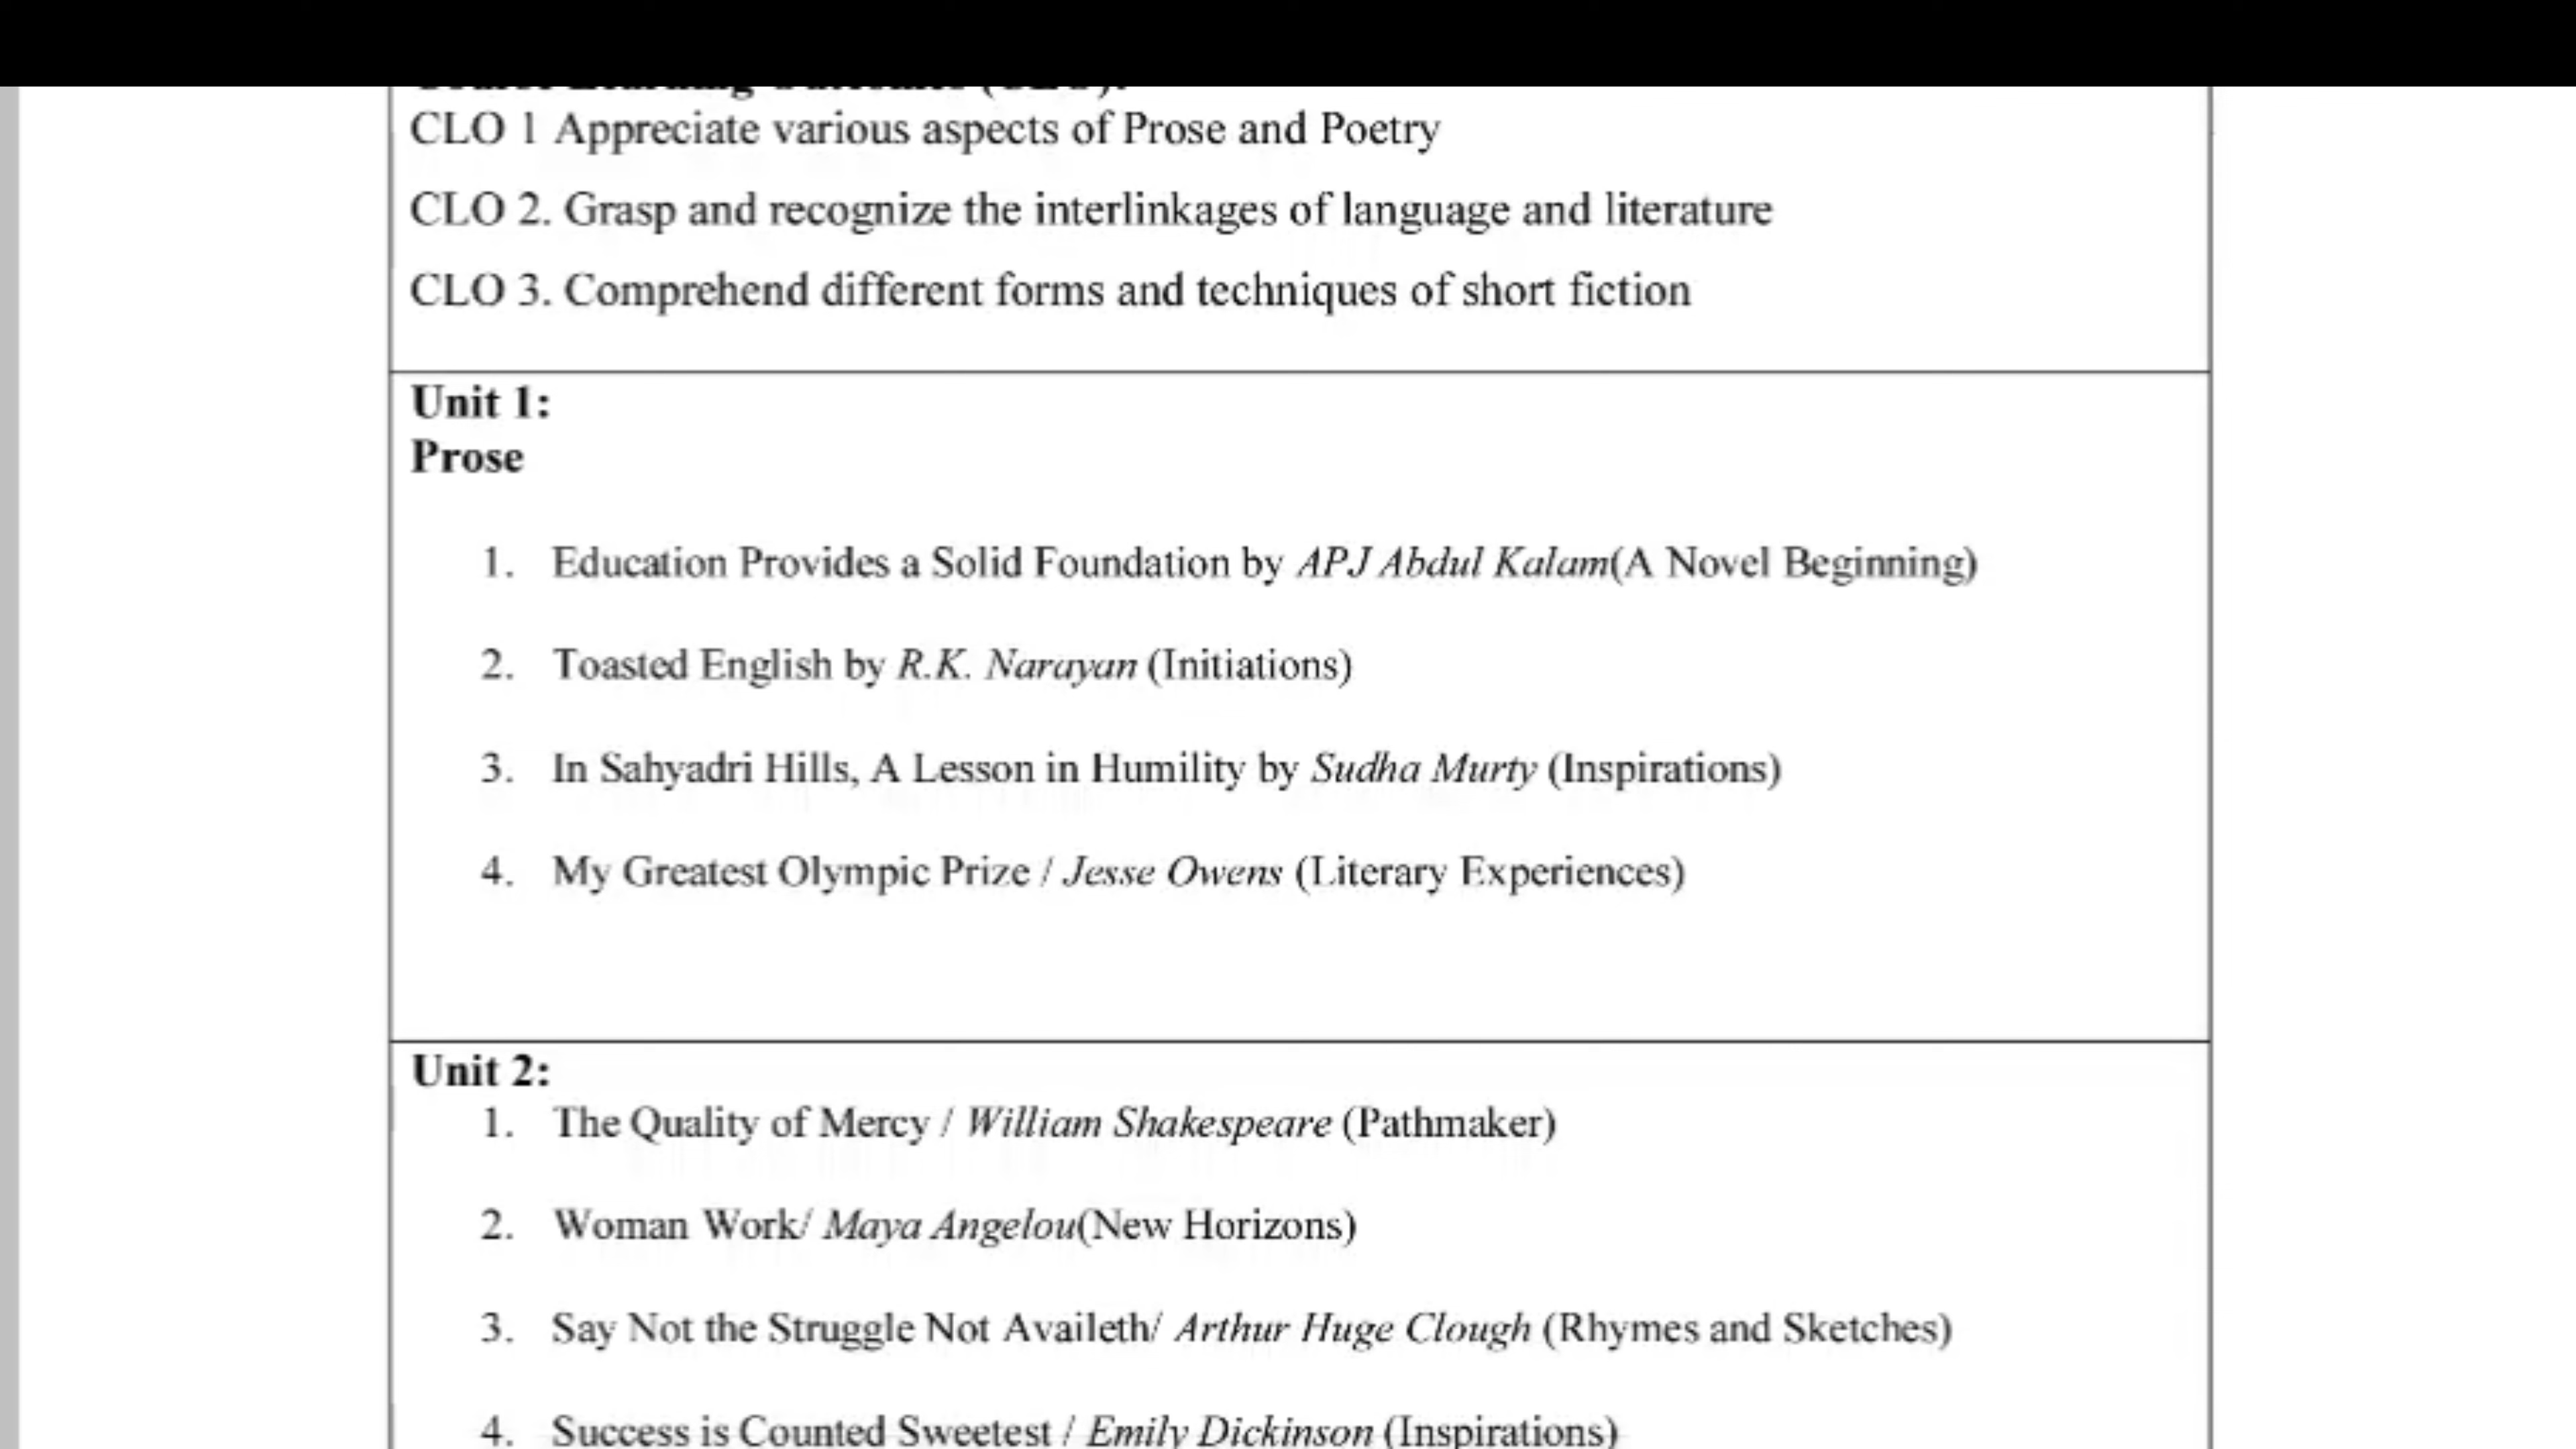 CLO 1 Appreciate various aspects of Prose and Poetry
CLO 2. Grasp and recognize the interlinkages of language and literature
CLO 3. Comprehend different forms and techniques of short fiction
Unit 1:
Prose
1. Education Provides a Solid Foundation by APJ Abdul Kalam(A Novel Beginning)
2. Toasted English by R.K. Narayan (Initiations)
3. In Sahyadri Hills, A Lesson in Humility by Sudha Murty (Inspirations)
4. My Greatest Olympic Prize / Jesse Owens (Literary Experiences)
Unit 2:
1. The Quality of Mercy / William Shakespeare (Pathmaker)
2. Woman Work/ Maya Angelou(New Horizons)
3. Say Not the Struggle Not Availeth/ Arthur Huge Clough (Rhymes and Sketches)
4. Success is Counted Sweetest / Emily Dickinson (Inspirations)